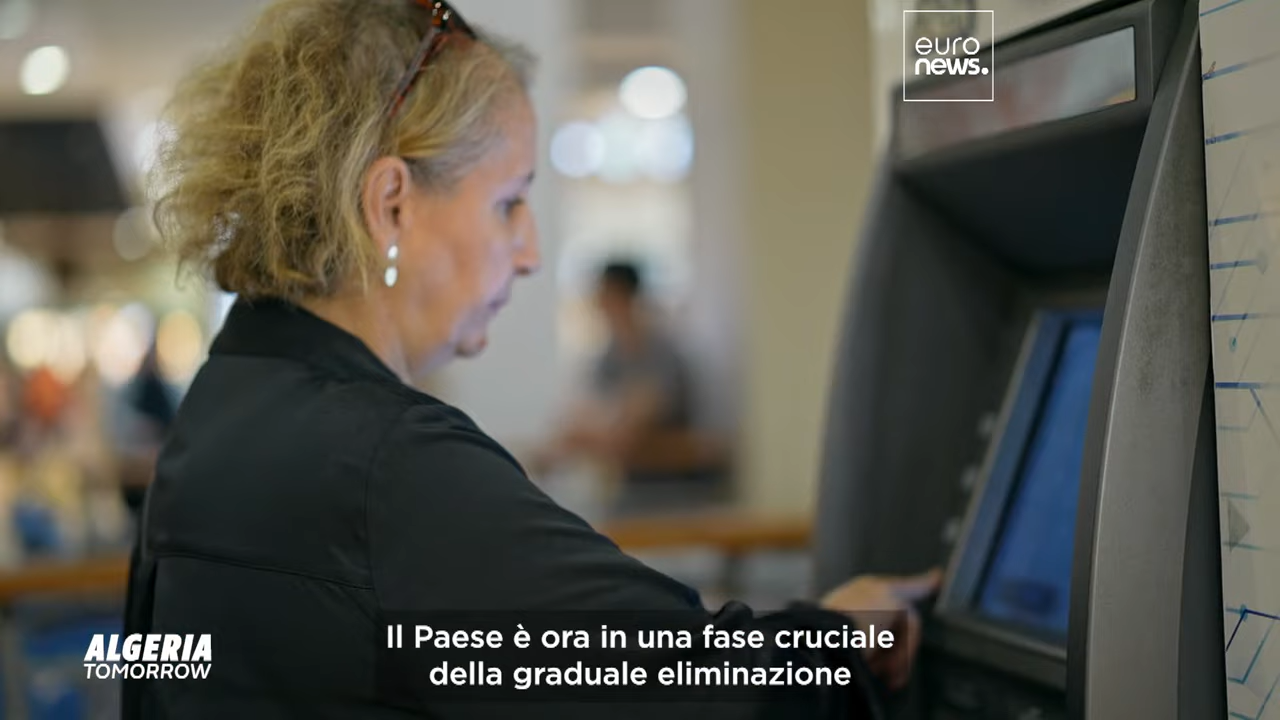 euro
news.
Il Paese è ora in una fase cruciale
della graduale eliminazione
ALGERIA
TOMORROW